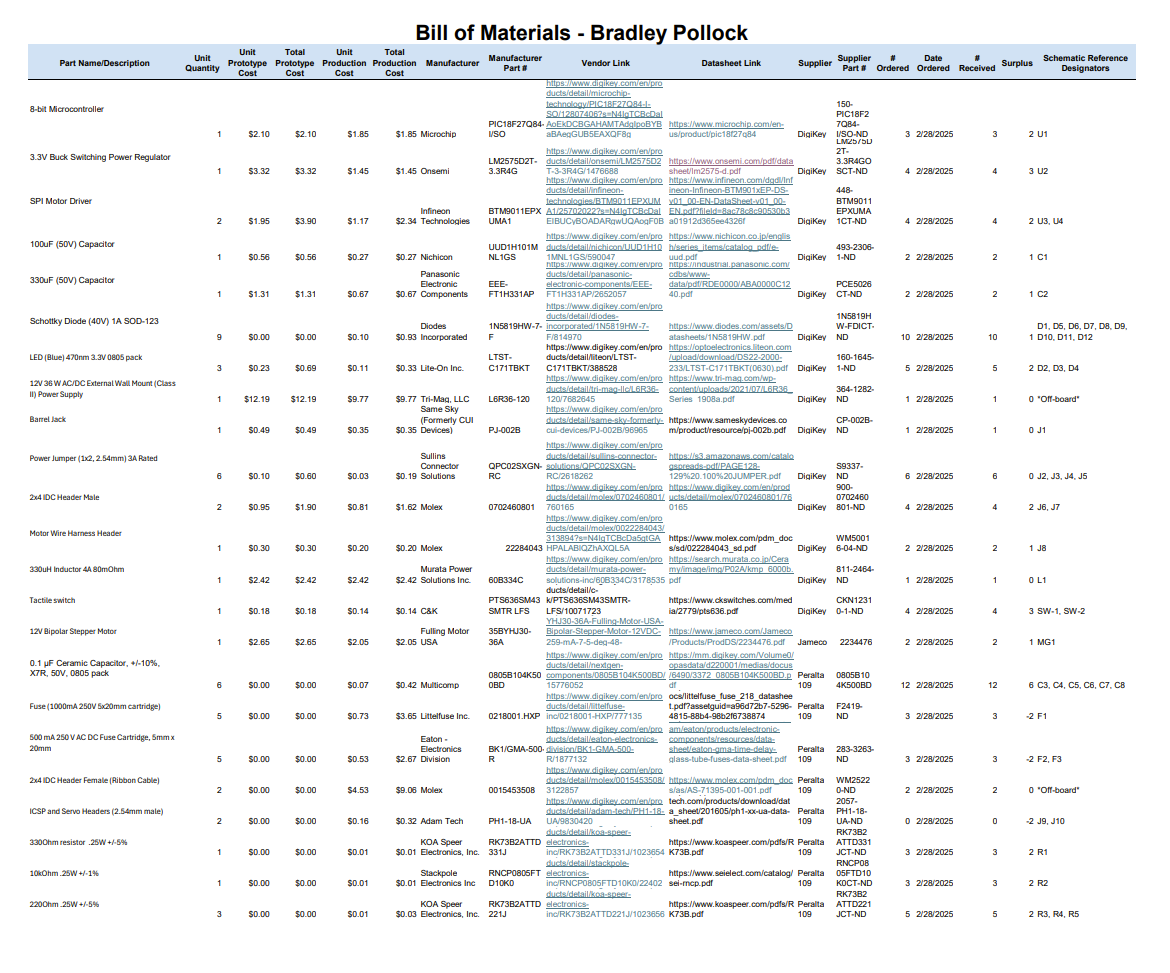 Bill of Materials - Bradley Pollock
Part Name/Description Unit Quantity Unit Prototype Cost Total Prototype Cost Unit Production Cost Total Production Cost Manufacturer Manufacturer Part # Vendor Link Datasheet Link Supplier Supplier Part # # Ordered Date Ordered # Received Surplus Schematic Reference Designators
8-bit Microcontroller 1 $2.10 $2.10 $1.85 $1.85 Microchip PIC18F27Q84-I/SO https://www.digikey.com/en/products/detail/microchip-technology/PIC18F27Q84-I-SO/12807406?s= https://www.microchip.com/en-us/product/pic18f27q84 DigiKey 150-PIC18F27Q84-I/SO-ND 3 2/28/2025 3 2 U1
3.3V Buck Switching Power Regulator 1 $3.32 $3.32 $1.45 $1.45 Onsemi LM2575D2T-3.3R4G https://www.digikey.com/en/products/detail/onsemi/LM2575D2T-3-3R4G/1476688 https://www.onsemi.com/pdf/datasheet/lm2575-d.pdf DigiKey LM2575D2T-3.3R4GOSCT-ND 4 2/28/2025 4 3 U2
SPI Motor Driver 2 $1.95 $3.90 $1.17 $2.34 Infineon Technologies BTM9011EPXUMA1 https://www.digikey.com/en/products/detail/infineon-technologies/BTM9011EPXUMA1/25702022?s= https://www.infineon.com/dgdl/Infineon-Infineon-BTM901xEP-DS-v01_00-EN-DataSheet-v01_00-EN.pdf?fileId=8ac78c8c90530b3a01912d365ee4326f DigiKey 448-BTM9011EPXUMA1CT-ND 4 2/28/2025 4 2 U3, U4
100uF (50V) Capacitor 1 $0.56 $0.56 $0.27 $0.27 Nichicon UUD1H101MNL1GS https://www.digikey.com/en/products/detail/nichicon/UUD1H101MNL1GS/590047 https://www.nichicon.co.jp/english/series_items/catalog_pdf/e-uud.pdf DigiKey 493-2306-1-ND 2 2/28/2025 2 1 C1
330uF (50V) Capacitor 1 $1.31 $1.31 $0.67 $0.67 Panasonic Electronic Components EEE-FT1H331AP https://www.digikey.com/en/products/detail/panasonic-electronic-components/EEE-FT1H331AP/2652057 https://industrial.panasonic.com/cdbs/www-data/pdf/RDE0000/ABA0000C1240.pdf DigiKey PCE5026CT-ND 2 2/28/2025 2 1 C2
Schottky Diode (40V) 1A SOD-123 9 $0.00 $0.00 $0.10 $0.93 Diodes Incorporated 1N5819HW-7-F https://www.digikey.com/en/products/detail/diodes-incorporated/1N5819HW-7-F/814970 https://www.diodes.com/assets/Datasheets/1N5819HW.pdf DigiKey 1N5819HW-FDICT-ND 10 2/28/2025 10 1 D1, D5, D6, D7, D8, D9, D10, D11, D12
LED (Blue) 470nm 3.3V 0805 pack 3 $0.23 $0.69 $0.11 $0.33 Lite-On Inc. LTST-C171TBKT https://www.digikey.com/en/products/detail/liteon/LTST-C171TBKT/388528 https://optoelectronics.liteon.com/upload/download/DS22-2000-233/LTST-C171TBKT(0630).pdf DigiKey 160-1645-1-ND 5 2/28/2025 5 2 D2, D3, D4
12V 36 W AC/DC External Wall Mount (Class II) Power Supply 1 $12.19 $12.19 $9.77 $9.77 Tri-Mag, LLC L6R36-120 https://www.digikey.com/en/products/detail/tri-mag-llc/L6R36-120/7682645 https://www.tri-mag.com/wp-content/uploads/2021/07/L6R36_Series_1908a.pdf DigiKey 364-1282-ND 1 2/28/2025 1 0 *Off-board*
Barrel Jack 1 $0.49 $0.49 $0.35 $0.35 Same Sky (Formerly CUI Devices) PJ-002B https://www.digikey.com/en/products/detail/same-sky-formerly-cui-devices/PJ-002B/96965 https://www.sameskydevices.com/product/resource/pj-002b.pdf DigiKey CP-002B-ND 1 2/28/2025 1 0 J1
Power Jumper (1x2, 2.54mm) 3A Rated 6 $0.10 $0.60 $0.03 $0.19 Sullins Connector Solutions QPC02SXGN-RC https://www.digikey.com/en/products/detail/sullins-connector-solutions/QPC02SXGN-RC/2618262 https://s3.amazonaws.com/catalogspreads-pdf/PAGE128-129%20.100%20JUMPER.pdf DigiKey S9337-ND 6 2/28/2025 6 0 J2, J3, J4, J5
2x4 IDC Header Male 2 $0.95 $1.90 $0.81 $1.62 Molex 0702460801 https://www.digikey.com/en/products/detail/molex/0702460801/760165 https://www.digikey.com/en/products/detail/molex/0702460801/760165 DigiKey 900-0702460801-ND 4 2/28/2025 4 2 J6, J7
Motor Wire Harness Header 1 $0.30 $0.30 $0.20 $0.20 Molex 22284043 https://www.digikey.com/en/products/detail/molex/0022284043/313894?s= https://www.molex.com/pdm_docs/sd/022284043_sd.pdf DigiKey WM50016-04-ND 2 2/28/2025 2 1 J8
330uH Inductor 4A 80mOhm 1 $2.42 $2.42 $2.42 $2.42 Murata Power Solutions Inc. 60B334C https://www.digikey.com/en/products/detail/murata-power-solutions-inc/60B334C/3178535 https://search.murata.co.jp/Ceramy/image/img/P02A/kmp_6000b.pdf DigiKey 811-2464-ND 1 2/28/2025 1 0 L1
Tactile switch 1 $0.18 $0.18 $0.14 $0.14 C&K PTS636SM43SMTR LFS ducts/detail/c-k/PTS636SM43SMTR-LFS/10071723 https://www.ckswitches.com/media/2779/pts636.pdf DigiKey CKN12310-1-ND 4 2/28/2025 4 3 SW-1, SW-2
12V Bipolar Stepper Motor 1 $2.65 $2.65 $2.05 $2.05 Fulling Motor USA 35BYHJ30-36A YHJ30-36A-Fulling-Motor-USA-Bipolar-Stepper-Motor-12VDC-259-mA-7-5-deg-48- https://www.jameco.com/Jameco/Products/ProdDS/2234476.pdf Jameco 2234476 2 2/28/2025 2 1 MG1
0.1 µF Ceramic Capacitor, +/-10%, X7R, 50V, 0805 pack 6 $0.00 $0.00 $0.07 $0.42 Multicomp 0805B104K500BD https://www.digikey.com/en/products/detail/nextgen-components/0805B104K500BD/15776052 https://mm.digikey.com/Volume0/opasdata/d220001/medias/docus/6490/3372_0805B104K500BD.pdf Peralta 109 0805B104K500BD 12 2/28/2025 12 6 C3, C4, C5, C6, C7, C8
Fuse (1000mA 250V 5x20mm cartridge) 5 $0.00 $0.00 $0.73 $3.65 Littelfuse Inc. 0218001.HXP https://www.digikey.com/en/products/detail/littelfuse-inc/0218001-HXP/777135 ocs/littelfuse_fuse_218_datasheet.pdf?assetguid=a96d72b7-5296-4815-88b4-98b2f6738874 Peralta 109 F2419-ND 3 2/28/2025 3 -2 F1
500 mA 250 V AC DC Fuse Cartridge, 5mm x 20mm 5 $0.00 $0.00 $0.53 $2.67 Eaton - Electronics Division BK1/GMA-500-R https://www.digikey.com/en/products/detail/eaton-electronics-division/BK1-GMA-500-R/1877132 am/eaton/products/electronic-components/resources/data-sheet/eaton-gma-time-delay-glass-tube-fuses-data-sheet.pdf Peralta 109 283-3263-ND 3 2/28/2025 3 -2 F2, F3
2x4 IDC Header Female (Ribbon Cable) 2 $0.00 $0.00 $4.53 $9.06 Molex 0015453508 https://www.digikey.com/en/products/detail/molex/0015453508/3122857 https://www.molex.com/pdm_docs/as/AS-71395-001-001.pdf Peralta 109 WM25220-ND 2 2/28/2025 2 0 *Off-board*
ICSP and Servo Headers (2.54mm male) 2 $0.00 $0.00 $0.16 $0.32 Adam Tech PH1-18-UA https://www.digikey.com/en/products/detail/adam-tech/PH1-18-UA/9830420 tech.com/products/download/data_sheet/201605/ph1-xx-ua-data-sheet.pdf Peralta 109 2057-PH1-18-UA-ND 0 2/28/2025 0 -2 J9, J10
330Ohm resistor .25W +/-5% 1 $0.00 $0.00 $0.01 $0.01 KOA Speer Electronics, Inc. RK73B2ATTD331J ducts/detail/koa-speer-electronics-inc/RK73B2ATTD331J/1023654 https://www.koaspeer.com/pdfs/RK73B.pdf Peralta 109 RK73B2ATTD331JCT-ND 3 2/28/2025 3 2 R1
10kOhm .25W +/-1% 1 $0.00 $0.00 $0.01 $0.01 Stackpole Electronics Inc RNCP0805FTD10K0 ducts/detail/stackpole-electronics-inc/RNCP0805FTD10K0/22402 https://www.seielect.com/catalog/sei-rncp.pdf Peralta 109 RNCP0805FTD10K0CT-ND 3 2/28/2025 3 2 R2
220Ohm .25W +/-5% 3 $0.00 $0.00 $0.01 $0.03 KOA Speer Electronics, Inc. RK73B2ATTD221J ducts/detail/koa-speer-electronics-inc/RK73B2ATTD221J/1023656 https://www.koaspeer.com/pdfs/RK73B.pdf Peralta 109 RK73B2ATTD221JCT-ND 5 2/28/2025 5 2 R3, R4, R5